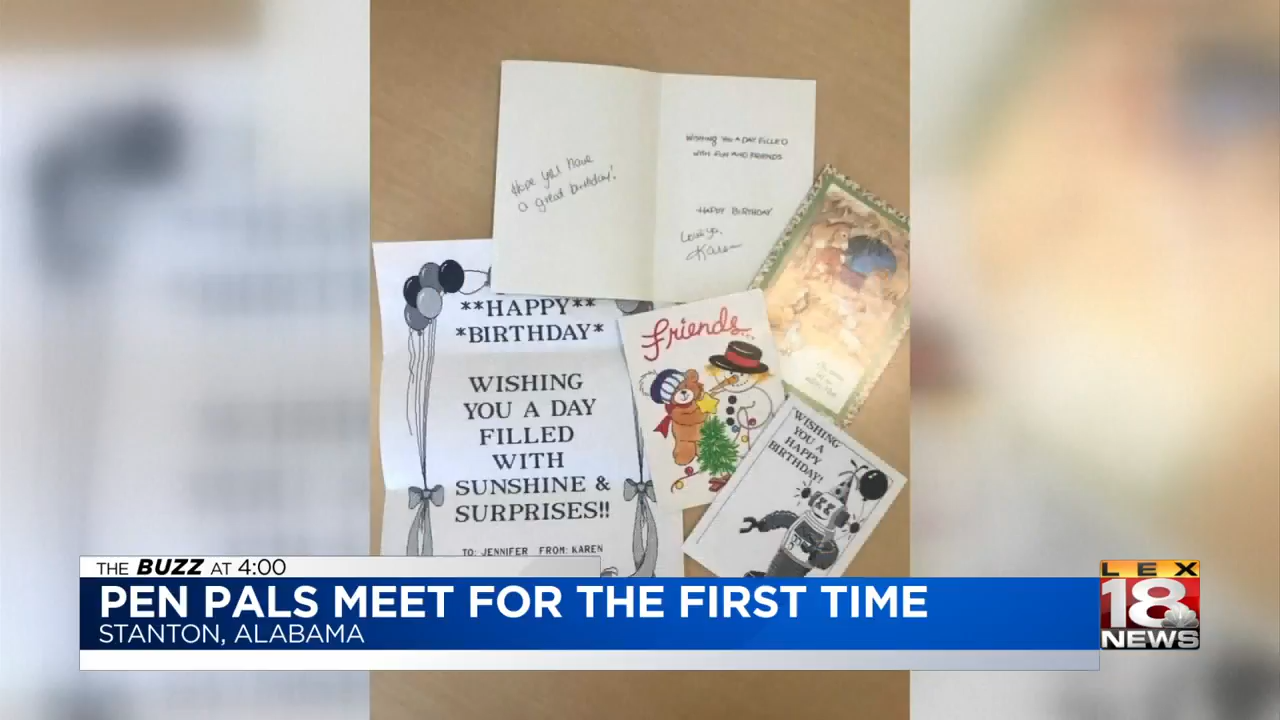 Hope you have
a great birthday!
WISHING YOU A DAY FILLED
WITH FUN AND FRIENDS
HAPPY BIRTHDAY
Karen
**HAPPY**
*BIRTHDAY*
WISHING
YOU A DAY
FILLED
WITH
SUNSHINE &
SURPRISES!!
TO: JENNIFER FROM: KAREN
friends...
WISHING
YOU A
HAPPY
BIRTHDAY!
THE BUZZ AT 4:00
PEN PALS MEET FOR THE FIRST TIME
STANTON, ALABAMA
LEX
18
NEWS